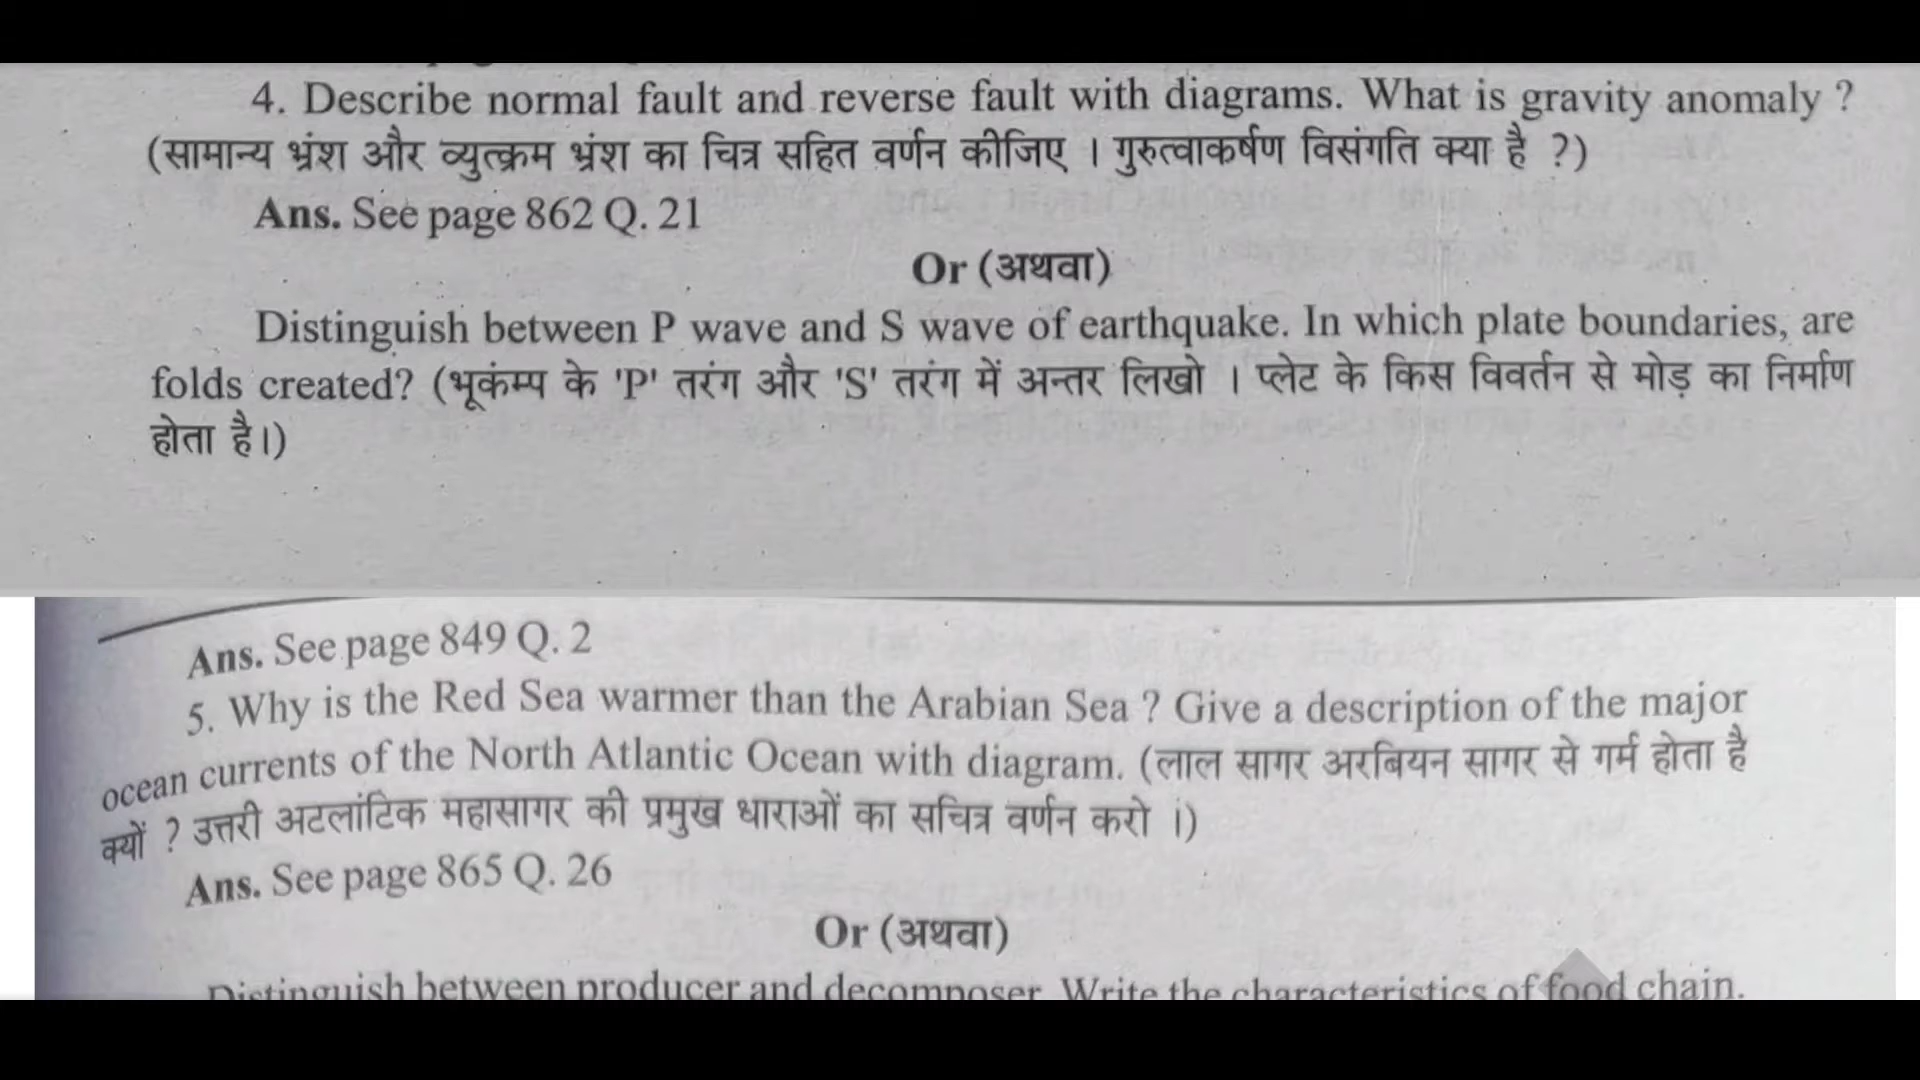 4. Describe normal fault and reverse fault with diagrams. What is gravity anomaly ?
(सामान्य भ्रंश और व्युत्क्रम भ्रंश का चित्र सहित वर्णन कीजिए । गुरुत्वाकर्षण विसंगति क्या है ?)
Ans. See page 862 Q. 21
Or (अथवा)
Distinguish between P wave and S wave of earthquake. In which plate boundaries, are
folds created? (भूकंम्प के 'P' तरंग और 'S' तरंग में अन्तर लिखो । प्लेट के किस विवर्तन से मोड़ का निर्माण
होता है।)
Ans. See page 849 Q. 2
5. Why is the Red Sea warmer than the Arabian Sea ? Give a description of the major
ocean currents of the North Atlantic Ocean with diagram. (लाल सागर अरबियन सागर से गर्म होता है
क्यों ? उत्तरी अटलांटिक महासागर की प्रमुख धाराओं का सचित्र वर्णन करो ।)
Ans. See page 865 Q. 26
Or (अथवा)
Distinguish between producer and decomposer. Write the characteristics of food chain.